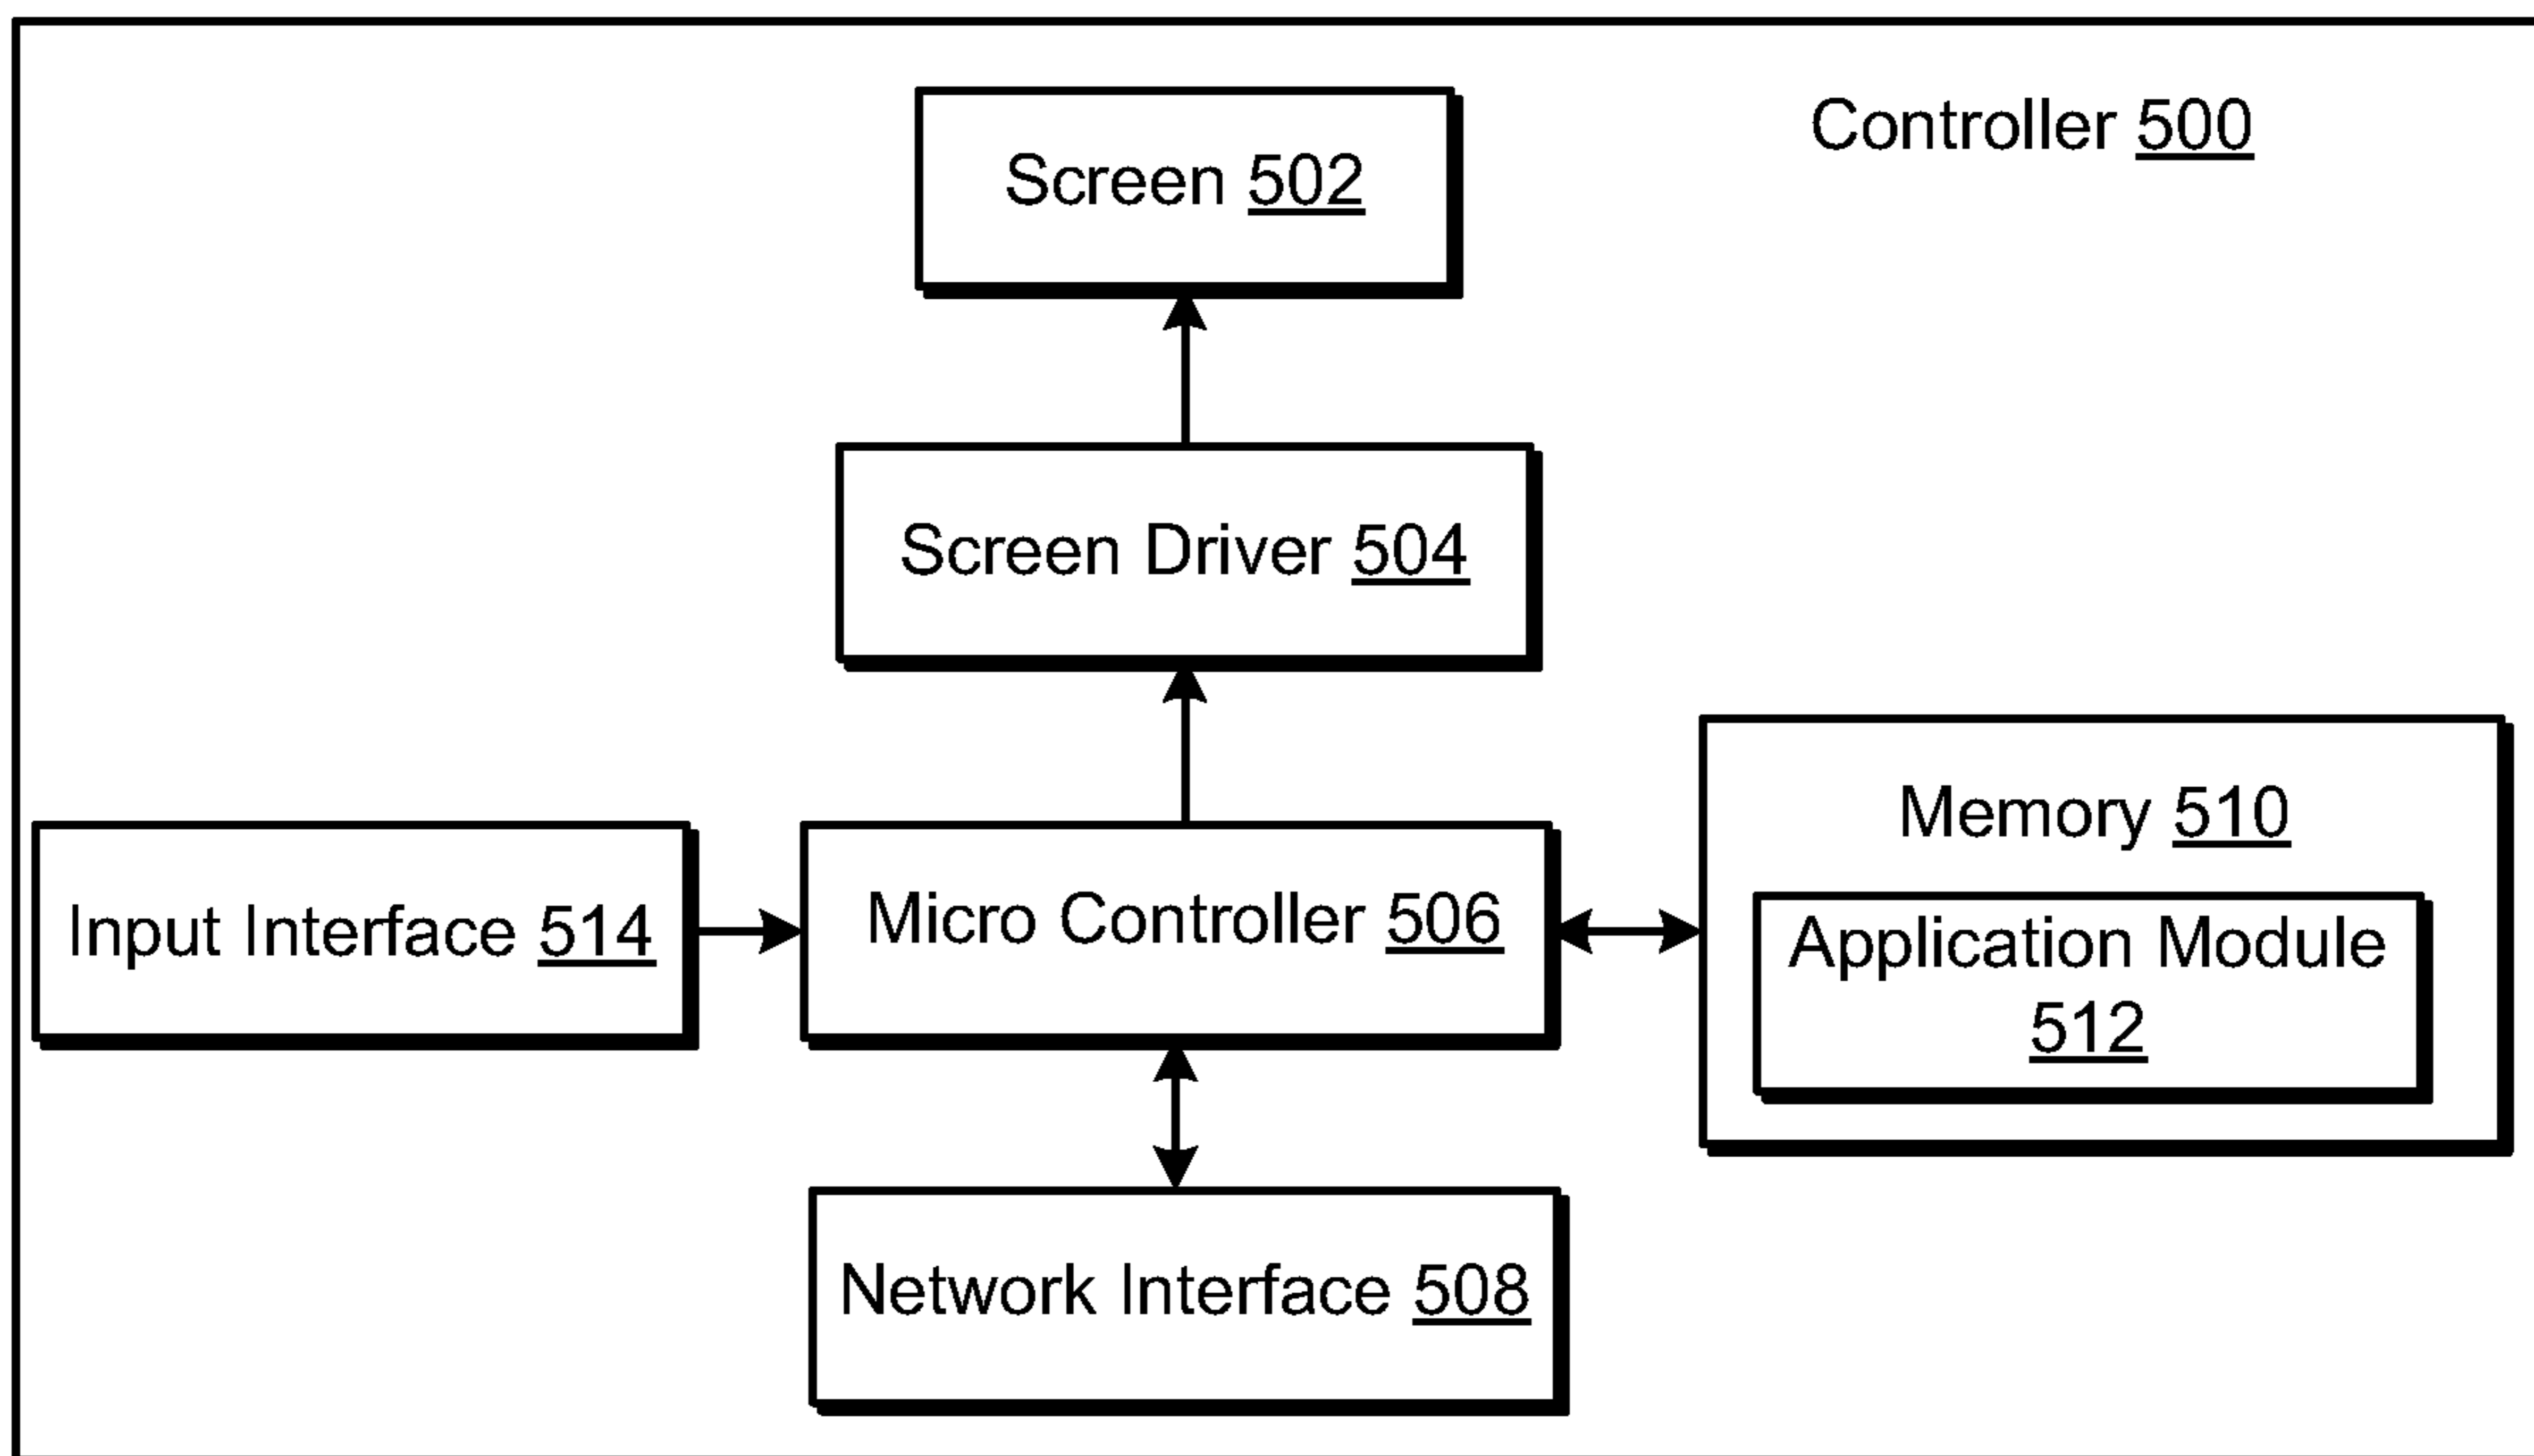 Controller 500
Screen 502
Screen Driver 504
Memory 510
Input Interface 514
Micro Controller 506
Application Module
512
Network Interface 508